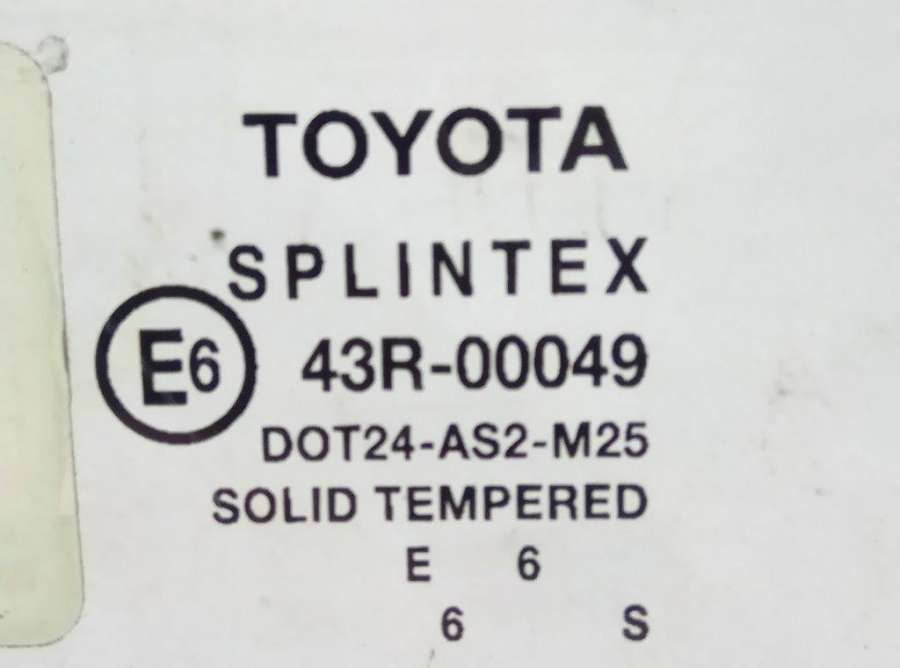 TOYOTA
SPLINTEX
E6 43R-00049
DOT24-AS2-M25
SOLID TEMPERED
E 6
6 S